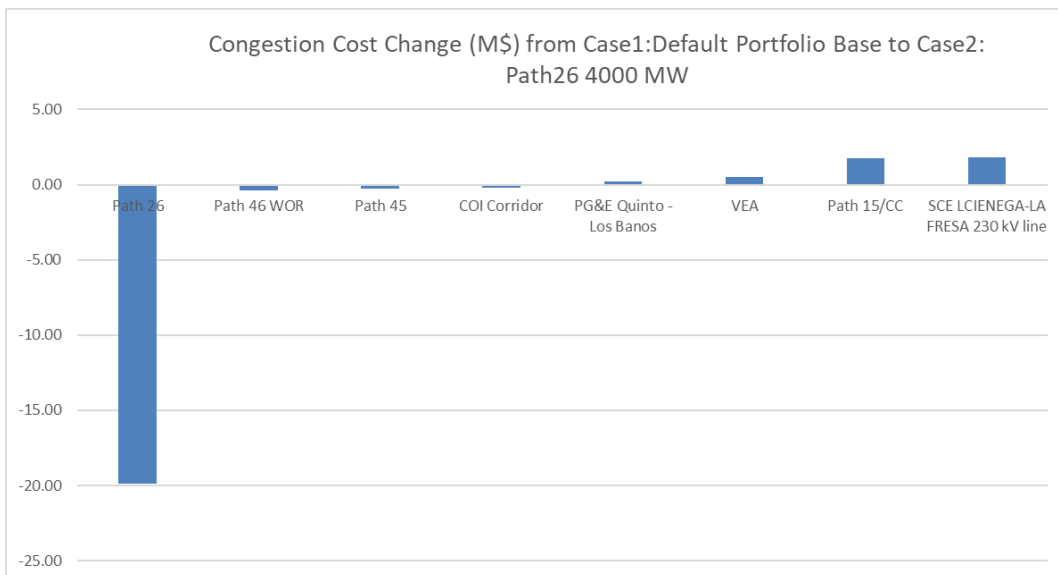 Congestion Cost Change (M$) from Case1:Default Portfolio Base to Case2:
Path26 4000 MW
5.00
0.00
Path 26
Path 46 WOR
Path 45
COI Corridor
PG&E Quinto -
Los Banos
VEA
Path 15/CC
SCE LCIENEGA-LA
FRESA 230 kV line
-5.00
-10.00
-15.00
-20.00
-25.00